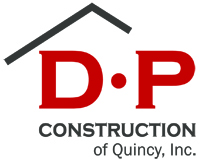 D·P
CONSTRUCTION
of Quincy, Inc.